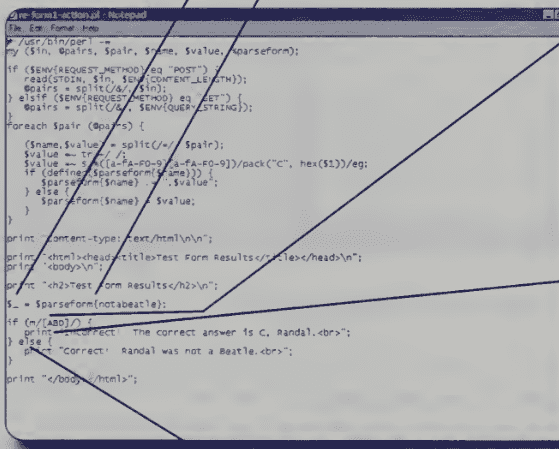 re-form1-action.pl - Notepad
File Edit Format Help
# /usr/bin/perl -w
my ($in, @pairs, $pair, $name, $value, %parseform);
if ($ENV{REQUEST_METHOD} eq "POST") {
read(STDIN, $in, $ENV{CONTENT_LENGTH});
@pairs = split(/&/, $in);
} elsif ($ENV{REQUEST_METHOD} eq "GET") {
@pairs = split(/&/, $ENV{QUERY_STRING});
}
foreach $pair (@pairs) {
($name,$value) = split(/=/, $pair);
$value =~ tr /
$value =~ ([a-fA-F0-9][a-fA-F0-9])/pack("C", hex($1))/eg;
if (defined $parseform{$name}) {
$parseform{$name} .= ".$value";
} else {
$parseform{$name} = $value;
}
}
print "Content-type: text/html\n\n";
print "<html><head><title>Test Form Results</title></head>\n";
print "<body>\n";
print "<h2>Test Form Results</h2>\n";
$_ = $parseform{notabeatle};
if (m/[ABD]/) {
print "Incorrect! The correct answer is C, Randal.<br>";
} else {
print "Correct! Randal was not a Beatle.<br>";
}
print "</body></html>";